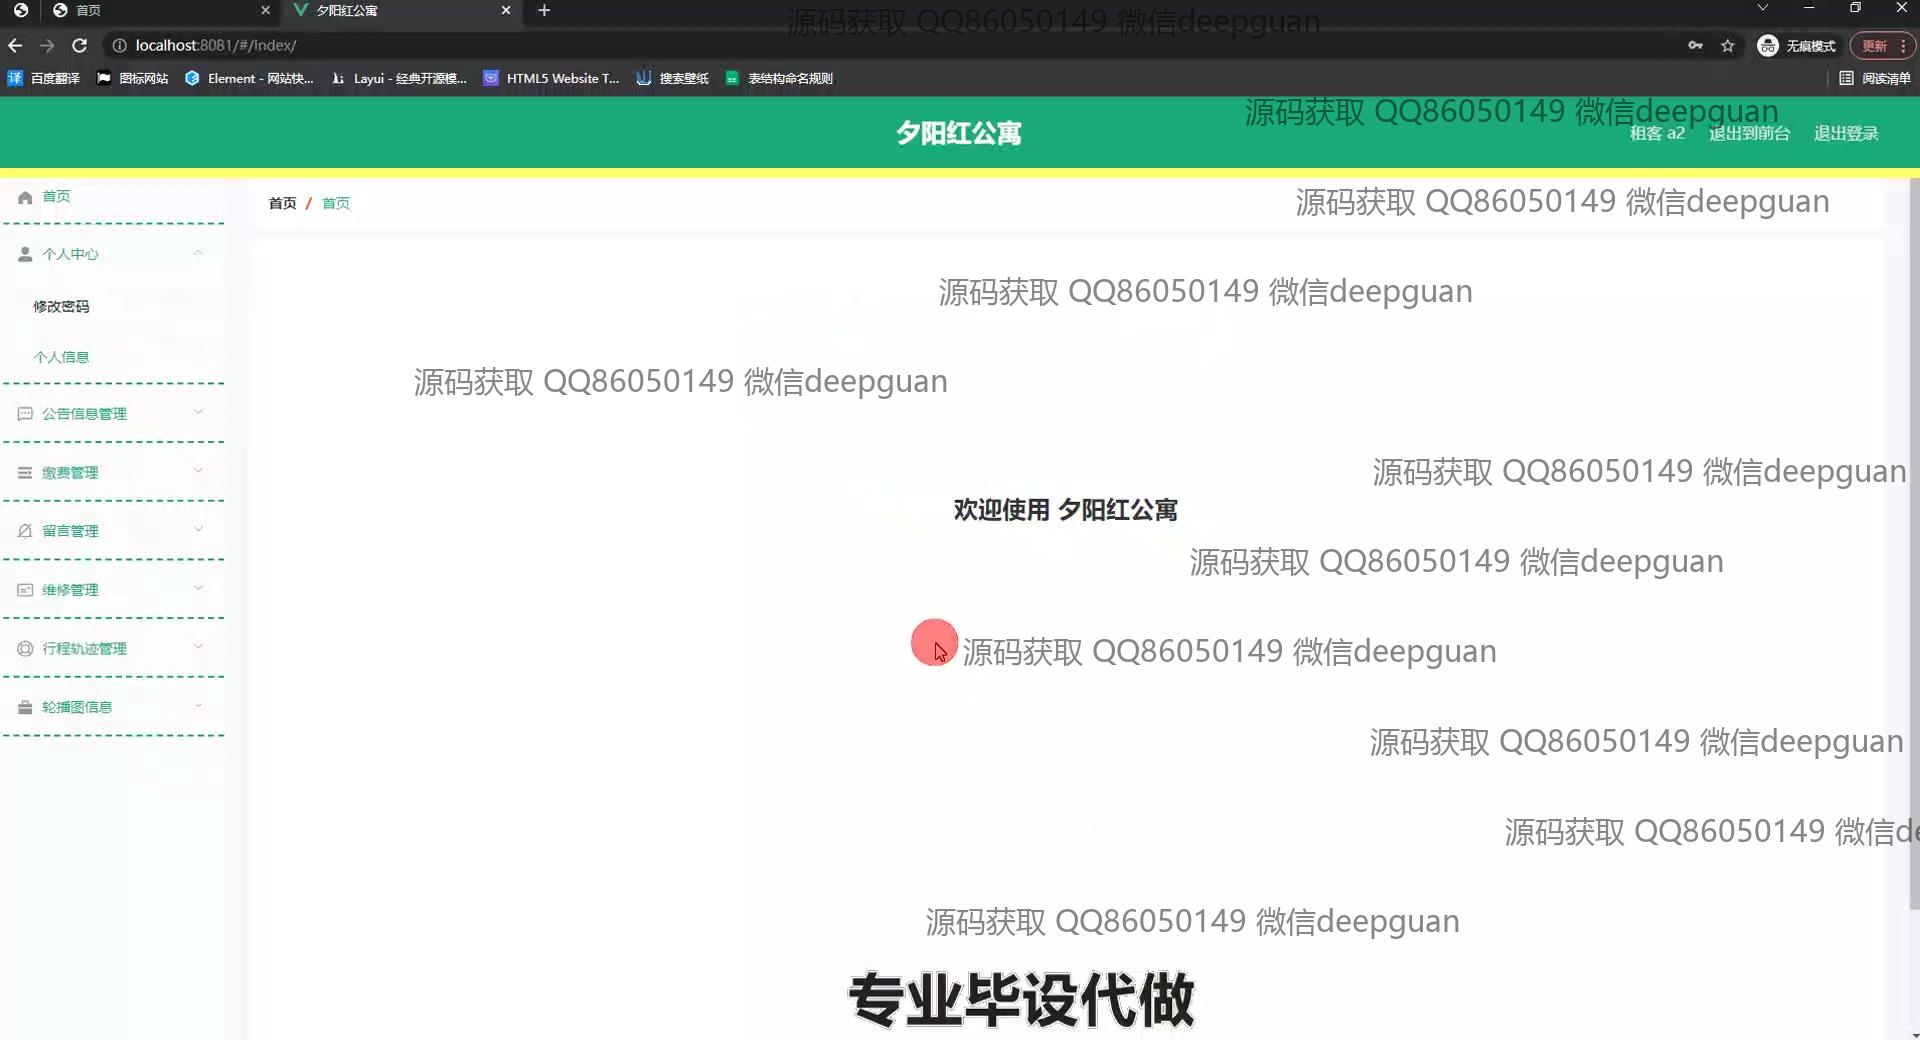 首页
夕阳红公寓
源码获取 QQ86050149 微信deepguan
localhost:8081/#/index/
无痕模式
更新
百度翻译
图标网站
Element - 网站快...
Layui - 经典开源模...
HTML5 Website T...
搜索壁纸
表结构命名规则
阅读清单
源码获取 QQ86050149 微信deepguan
夕阳红公寓
租客 a2
退出到前台
退出登录
首页
首页 / 首页
源码获取 QQ86050149 微信deepguan
个人中心
源码获取 QQ86050149 微信deepguan
修改密码
个人信息
源码获取 QQ86050149 微信deepguan
公告信息管理
缴费管理
源码获取 QQ86050149 微信deepguan
欢迎使用 夕阳红公寓
留言管理
源码获取 QQ86050149 微信deepguan
维修管理
行程轨迹管理
源码获取 QQ86050149 微信deepguan
轮播图信息
源码获取 QQ86050149 微信deepguan
源码获取 QQ86050149 微信de
源码获取 QQ86050149 微信deepguan
专业毕设代做